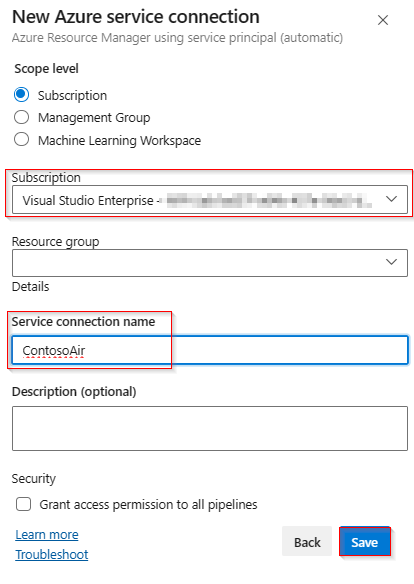 New Azure service connection
Azure Resource Manager using service principal (automatic)
Scope level
Subscription
Management Group
Machine Learning Workspace
Subscription
Visual Studio Enterprise -
Resource group
Details
Service connection name
ContosoAir
Description (optional)
Security
Grant access permission to all pipelines
Learn more
Back
Save
Troubleshoot